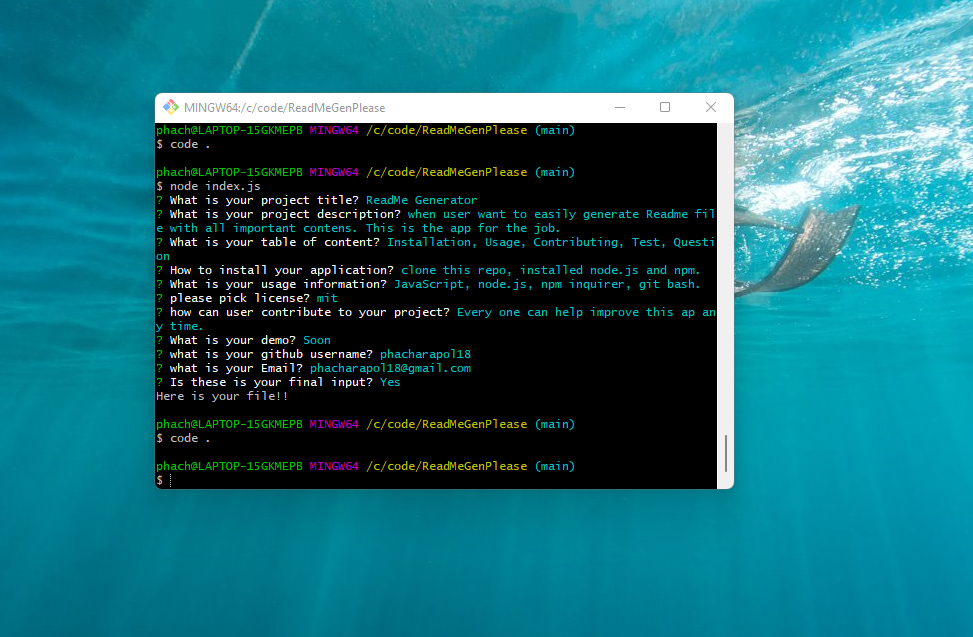 MINGW64:/c/code/ReadMeGenPlease
phach@LAPTOP-15GKMEPB MINGW64 /c/code/ReadMeGenPlease (main)
$ code .
phach@LAPTOP-15GKMEPB MINGW64 /c/code/ReadMeGenPlease (main)
$ node index.js
? What is your project title? ReadMe Generator
? What is your project description? when user want to easily generate Readme fil
e with all important contens. This is the app for the job.
? What is your table of content? Installation, Usage, Contributing, Test, Questi
on
? How to install your application? clone this repo, installed node.js and npm.
? What is your usage information? JavaScript, node.js, npm inquirer, git bash.
? please pick license? mit
? how can user contribute to your project? Every one can help improve this ap an
y time.
? What is your demo? Soon
? what is your github username? phacharapol18
? what is your Email? phacharapol18@gmail.com
? Is these is your final input? Yes
Here is your file!!
phach@LAPTOP-15GKMEPB MINGW64 /c/code/ReadMeGenPlease (main)
$ code .
phach@LAPTOP-15GKMEPB MINGW64 /c/code/ReadMeGenPlease (main)
$